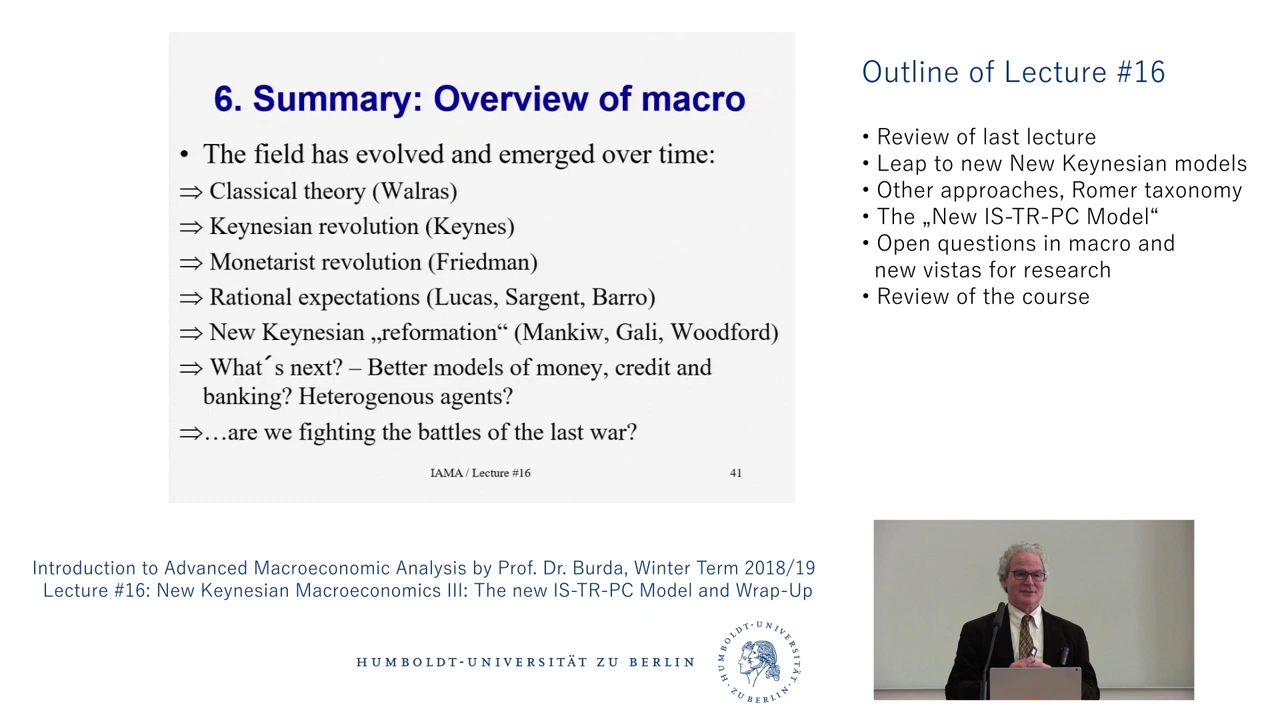 6. Summary: Overview of macro
• The field has evolved and emerged over time:
⇒ Classical theory (Walras)
⇒ Keynesian revolution (Keynes)
⇒ Monetarist revolution (Friedman)
⇒ Rational expectations (Lucas, Sargent, Barro)
⇒ New Keynesian „reformation“ (Mankiw, Gali, Woodford)
⇒ What´s next? – Better models of money, credit and
banking? Heterogenous agents?
⇒…are we fighting the battles of the last war?
IAMA / Lecture #16
41
Outline of Lecture #16
• Review of last lecture
• Leap to new New Keynesian models
• Other approaches, Romer taxonomy
• The „New IS-TR-PC Model“
• Open questions in macro and
new vistas for research
• Review of the course
Introduction to Advanced Macroeconomic Analysis by Prof. Dr. Burda, Winter Term 2018/19
Lecture #16: New Keynesian Macroeconomics III: The new IS-TR-PC Model and Wrap-Up
HUMBOLDT-UNIVERSITÄT ZU BERLIN
HUMBOLDT-UNIVERSITÄT ZU BERLIN